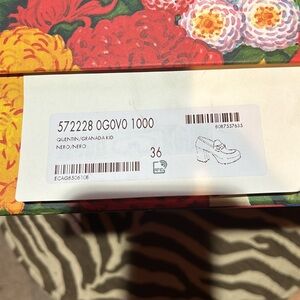 572228 0G0V0 1000
QUENTIN/GRANADA KID
NERO/NERO
36